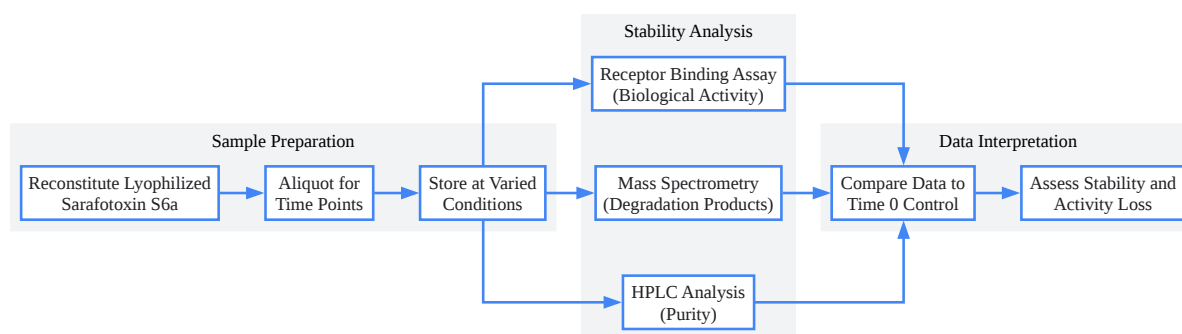 Sample Preparation
Reconstitute Lyophilized
Sarafotoxin S6a
Aliquot for
Time Points
Store at Varied
Conditions
Stability Analysis
Receptor Binding Assay
(Biological Activity)
Mass Spectrometry
(Degradation Products)
HPLC Analysis
(Purity)
Data Interpretation
Compare Data to
Time 0 Control
Assess Stability and
Activity Loss